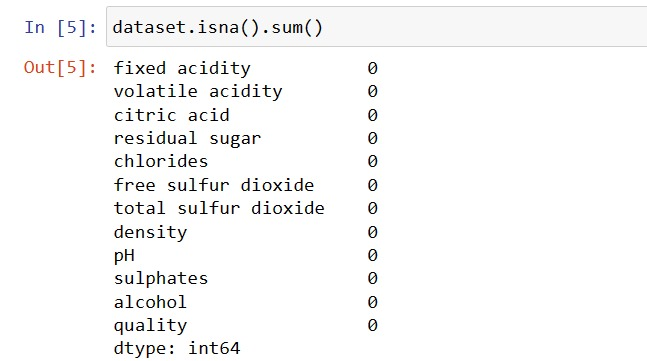 In [5]: dataset.isna().sum()
Out[5]: fixed acidity 0
volatile acidity 0
citric acid 0
residual sugar 0
chlorides 0
free sulfur dioxide 0
total sulfur dioxide 0
density 0
pH 0
sulphates 0
alcohol 0
quality 0
dtype: int64